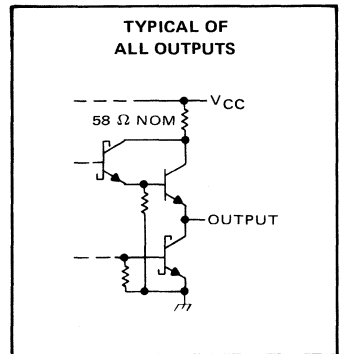 TYPICAL OF
ALL OUTPUTS
VCC
58 Ω NOM
OUTPUT